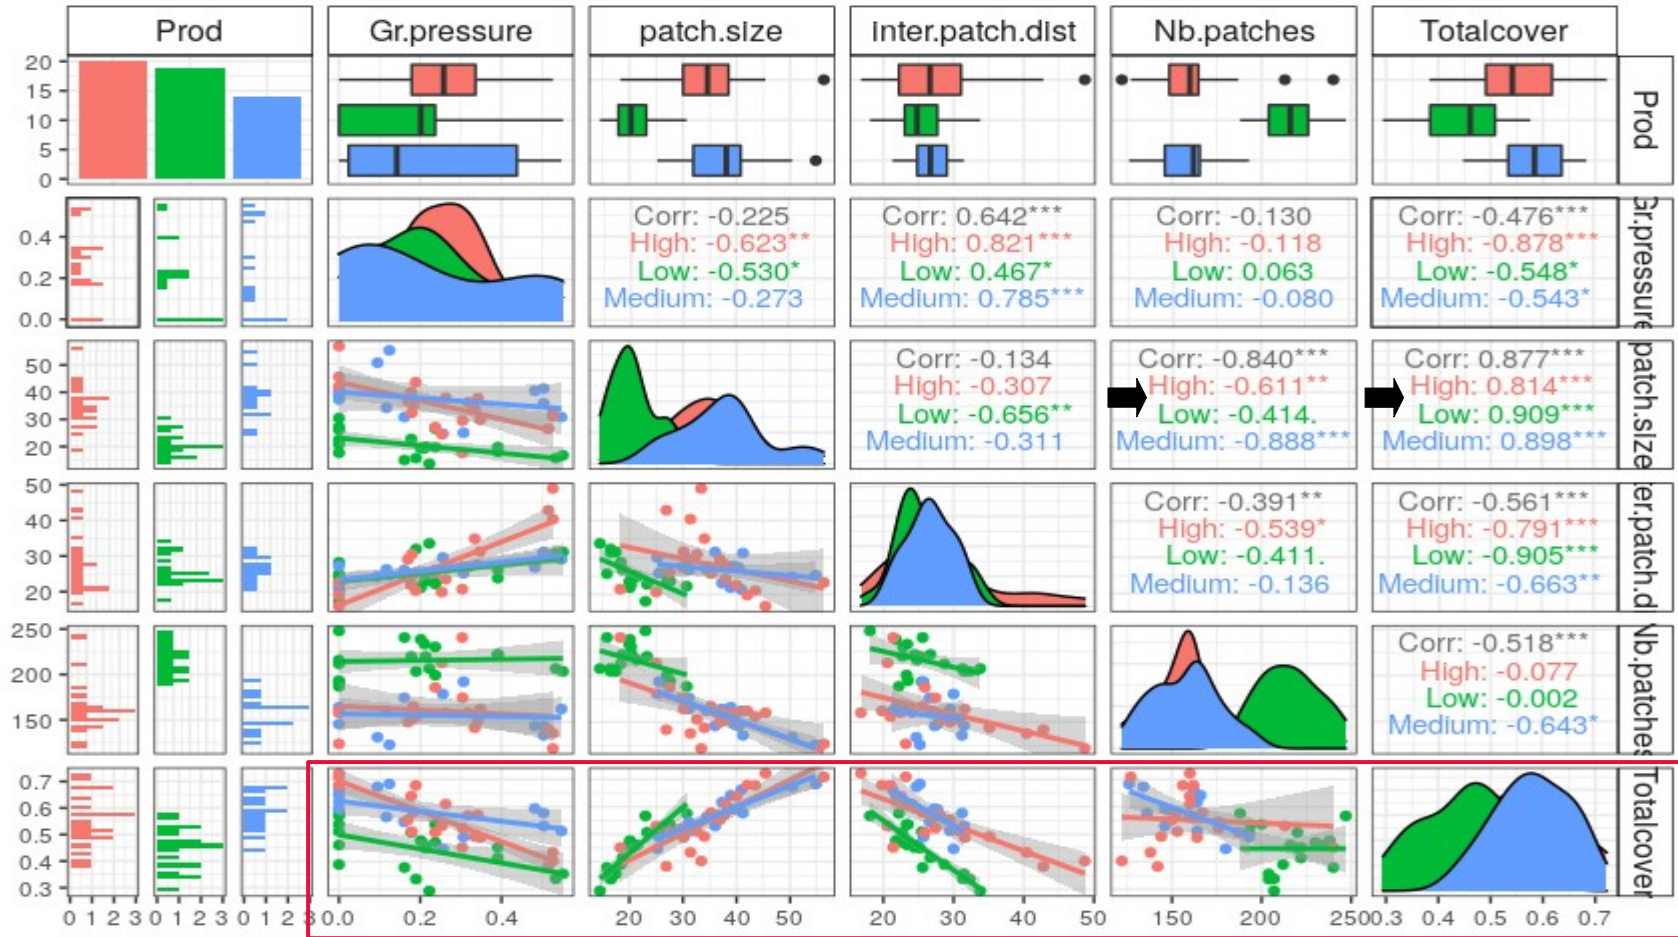 Prod Gr.pressure patch.size Inter.patch.dist Nb.patches Totalcover
20
15
10
5
0
Prod
Corr: -0.225
High: -0.623**
Low: -0.530*
Medium: -0.273
Corr: 0.642***
High: 0.821***
Low: 0.467*
Medium: 0.785***
Corr: -0.130
High: -0.118
Low: 0.063
Medium: -0.080
Corr: -0.476***
High: -0.878***
Low: -0.548*
Medium: -0.543*
0.4
0.2
0.0
Gr.pressure
Corr: -0.134
High: -0.307
Low: -0.656**
Medium: -0.311
Corr: -0.840***
High: -0.611**
Low: -0.414.
Medium: -0.888***
Corr: 0.877***
High: 0.814***
Low: 0.909***
Medium: 0.898***
50
40
30
20
patch.size
Corr: -0.391**
High: -0.539*
Low: -0.411.
Medium: -0.136
Corr: -0.561***
High: -0.791***
Low: -0.905***
Medium: -0.663**
50
40
30
20
er.patch.d
Corr: -0.518***
High: -0.077
Low: -0.002
Medium: -0.643*
250
200
150
Nb.patches
0.7
0.6
0.5
0.4
0.3
Totalcover
0 1 2 3 0 1 2 3 0 1 2 3 0.0 0.2 0.4 20 30 40 50 20 30 40 50 150 200 250 0.3 0.4 0.5 0.6 0.7